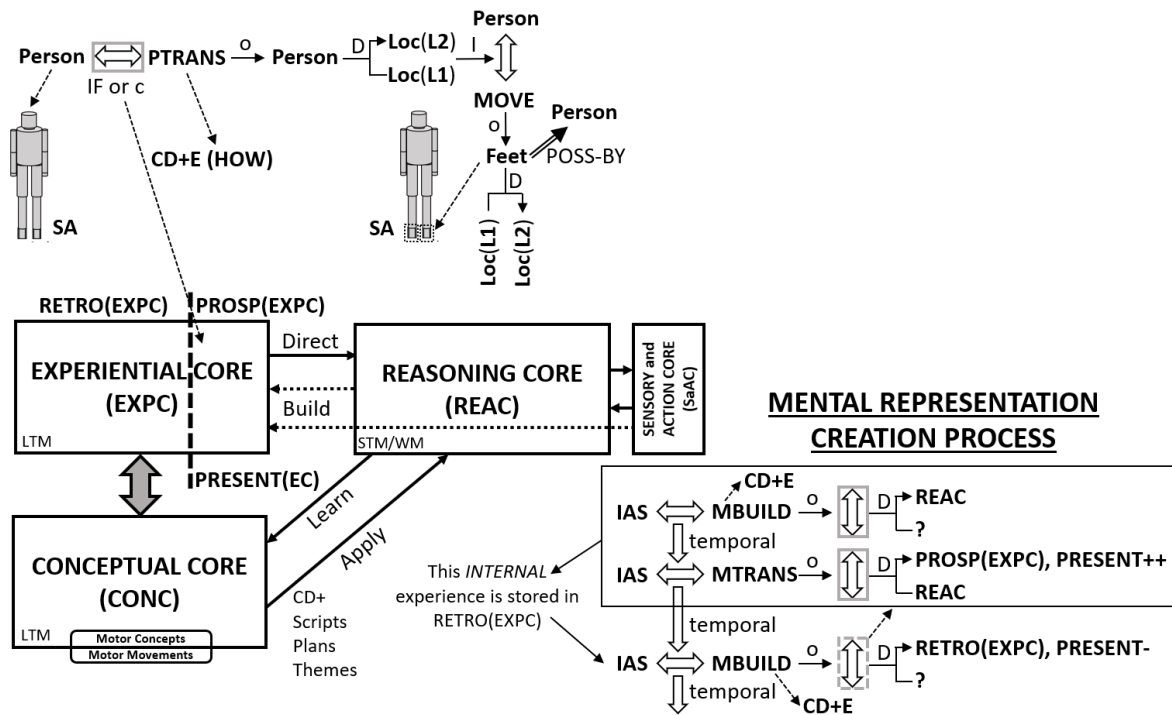 Person
Person PTRANS o Person D Loc(L2) I
Loc(L1)
IF or c
MOVE
o
Person
CD+E (HOW)
Feet
POSS-BY
D
SA
SA
Loc(L1)
Loc(L2)
RETRO(EXPC) PROSP(EXPC)
EXPERIENTIAL CORE
(EXPC)
LTM
PRESENT(EC)
Direct
Build
REASONING CORE
(REAC)
STM/WM
SENSORY and
ACTION CORE
(SaAC)
Learn
Apply
CONCEPTUAL CORE
(CONC)
LTM
Motor Concepts
Motor Movements
CD+
Scripts
Plans
Themes
MENTAL REPRESENTATION
CREATION PROCESS
CD+E
IAS MBUILD o D REAC
?
temporal
IAS MTRANS o D PROSP(EXPC), PRESENT++
REAC
This INTERNAL
experience is stored in
RETRO(EXPC)
temporal
IAS MBUILD o D RETRO(EXPC), PRESENT-
?
temporal
CD+E